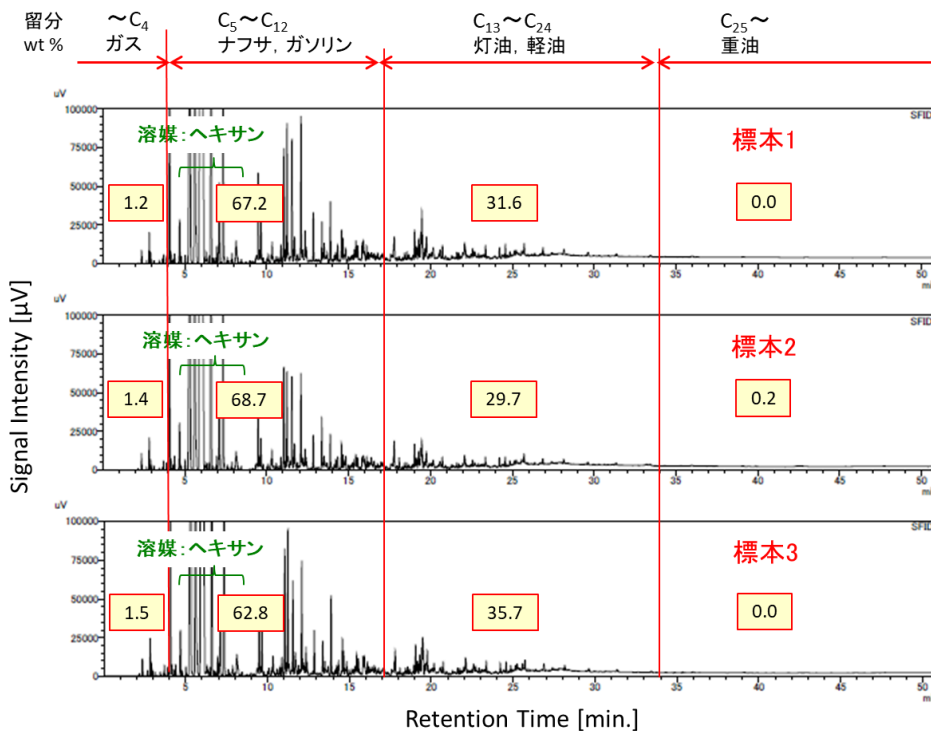 留分 ～C4 C5～C12 C13～C24 C25～
wt % ガス ナフサ, ガソリン 灯油, 軽油 重油
uV
100000 SFID
溶媒:ヘキサン 標本1
75000
50000
1.2 67.2 31.6 0.0
25000
0
5 10 15 20 25 30 35 40 45 50
uV
100000 SFID
溶媒:ヘキサン 標本2
75000
50000
1.4 68.7 29.7 0.2
25000
0
5 10 15 20 25 30 35 40 45 50
uV
100000 SFID
溶媒:ヘキサン 標本3
75000
50000
1.5 62.8 35.7 0.0
25000
0
5 10 15 20 25 30 35 40 45 50
Signal Intensity [μV]
Retention Time [min.]